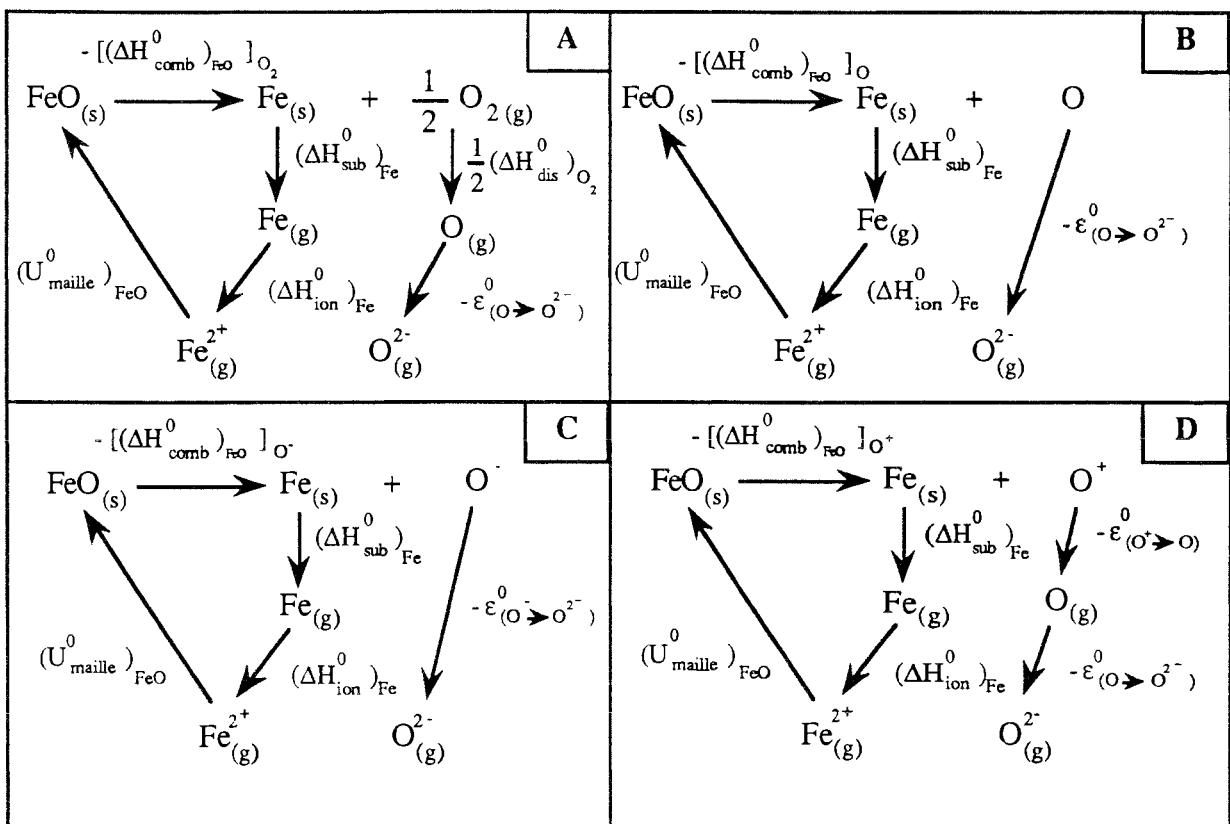 A
- [(ΔH⁰comb)FeO ]O₂
FeO(s) → Fe(s) + 1/2 O₂(g)
(ΔH⁰sub)Fe 1/2 (ΔH⁰dis)O₂
Fe(g) O(g)
(U⁰maille)FeO (ΔH⁰ion)Fe - ε⁰(O → O²⁻)
Fe²⁺(g) O²⁻(g)
B
- [(ΔH⁰comb)FeO ]O
FeO(s) → Fe(s) + O
(ΔH⁰sub)Fe
Fe(g) - ε⁰(O → O²⁻)
(U⁰maille)FeO (ΔH⁰ion)Fe
Fe²⁺(g) O²⁻(g)
C
- [(ΔH⁰comb)FeO ]O⁻
FeO(s) → Fe(s) + O⁻
(ΔH⁰sub)Fe
Fe(g) - ε⁰(O⁻ → O²⁻)
(U⁰maille)FeO (ΔH⁰ion)Fe
Fe²⁺(g) O²⁻(g)
D
- [(ΔH⁰comb)FeO ]O⁺
FeO(s) → Fe(s) + O⁺
(ΔH⁰sub)Fe - ε⁰(O⁺ → O)
Fe(g) O(g)
(U⁰maille)FeO (ΔH⁰ion)Fe - ε⁰(O → O²⁻)
Fe²⁺(g) O²⁻(g)